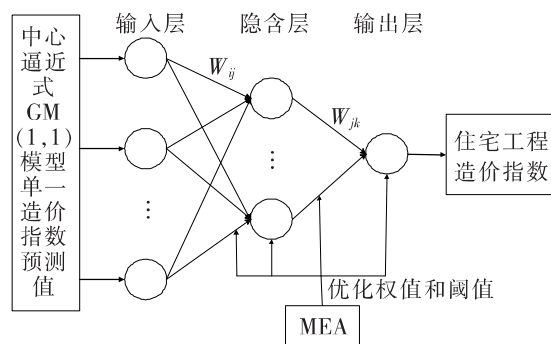 中心
逼近
式
GM
(1,1)
模型
单一
造价
指数
预测
值
输入层
隐含层
输出层
Wij
Wjk
⋮
⋮
住宅工程
造价指数
优化权值和阈值
MEA